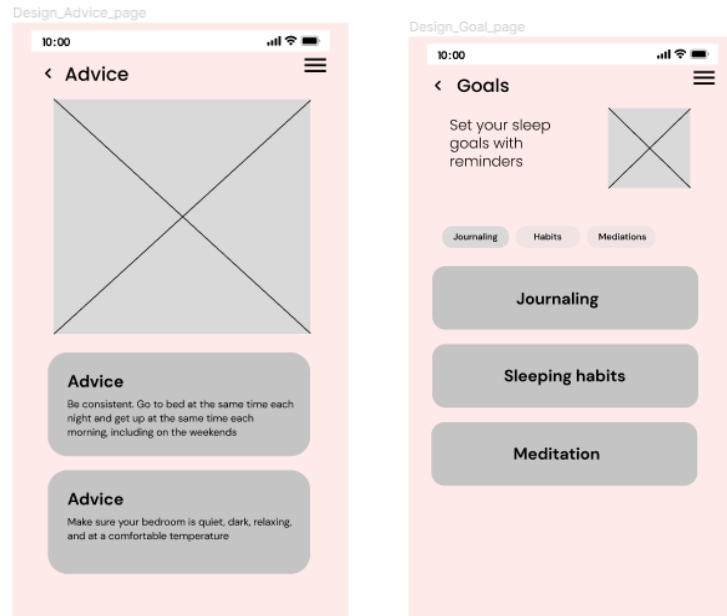 Design_Advice_page
10:00
Advice
Advice
Be consistent. Go to bed at the same time each
night and get up at the same time each
morning, including on the weekends
Advice
Make sure your bedroom is quiet, dark, relaxing,
and at a comfortable temperature
Design_Goal_page
10:00
Goals
Set your sleep
goals with
reminders
Journaling Habits Mediations
Journaling
Sleeping habits
Meditation